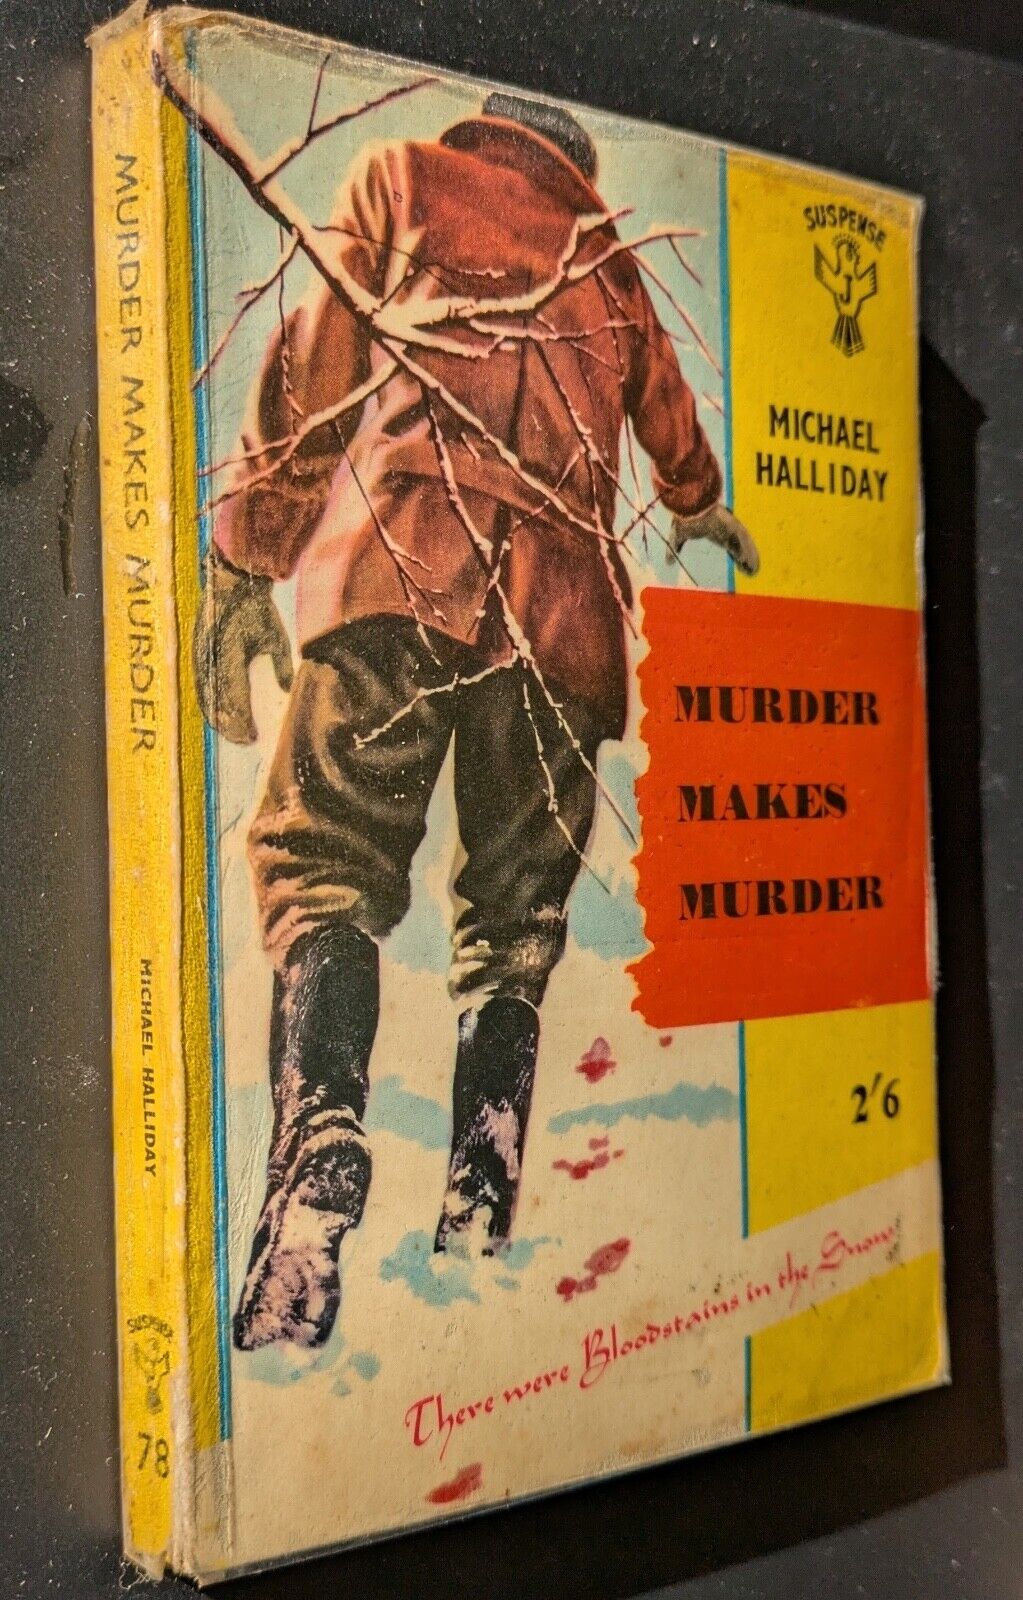 MURDER MAKES MURDER
MICHAEL HALLIDAY
78
SUSPENSE
J
MICHAEL
HALLIDAY
MURDER
MAKES
MURDER
2'6
There were Bloodstains in the Snow